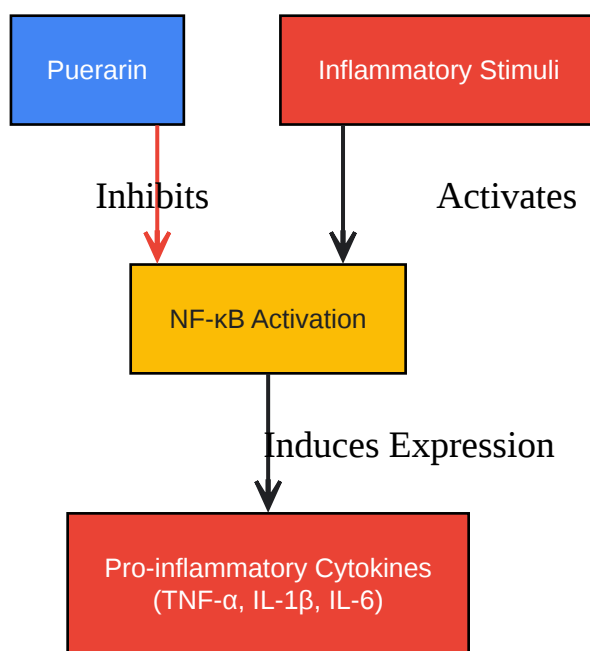 Puerarin
Inflammatory Stimuli
Inhibits
Activates
NF-κB Activation
Induces Expression
Pro-inflammatory Cytokines
(TNF-α, IL-1β, IL-6)